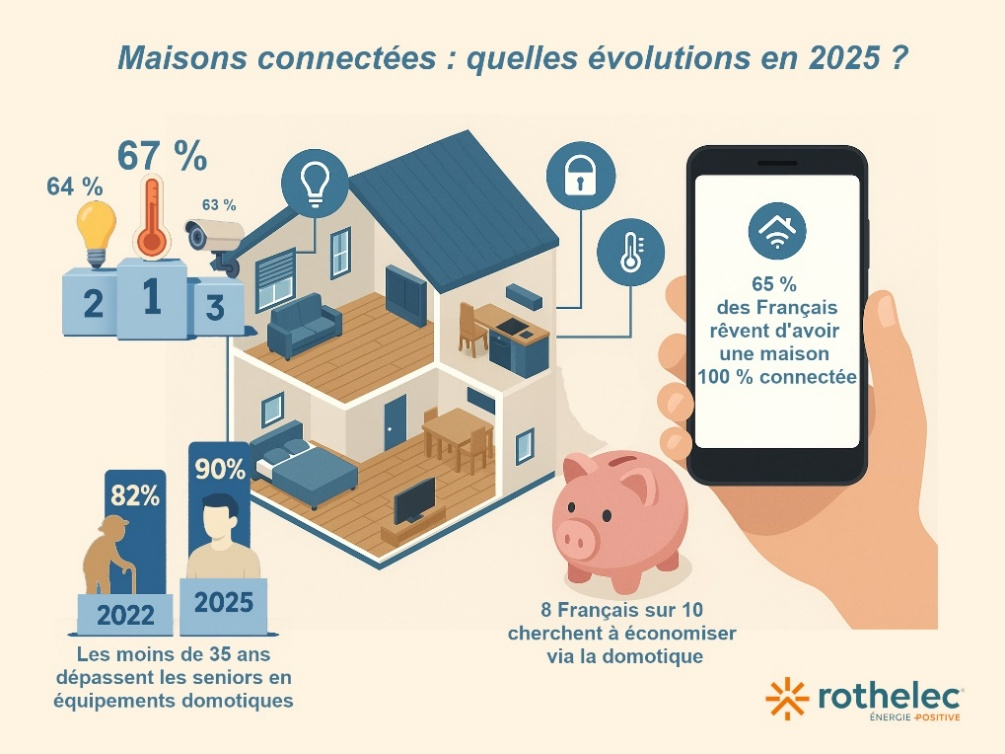 Maisons connectées : quelles évolutions en 2025 ?
67 %
64 %
63 %
2
1
3
65 %
des Français
rêvent d'avoir
une maison
100 % connectée
82%
90%
2022
2025
Les moins de 35 ans
dépassent les seniors en
équipements domotiques
8 Français sur 10
cherchent à économiser
via la domotique
rothelec
ÉNERGIE POSITIVE